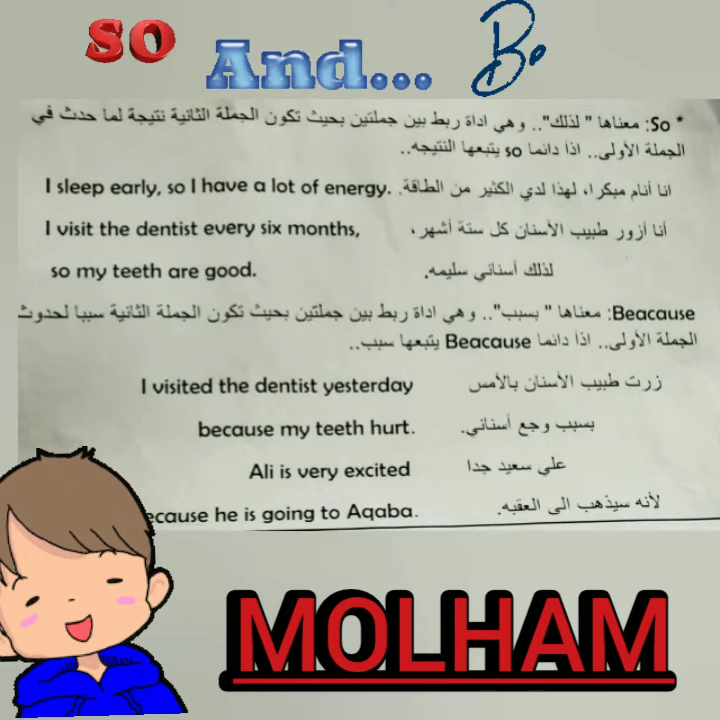 SO And... B.
* So: معناها " لذلك".. وهي اداة ربط بين جملتين بحيث تكون الجملة الثانية نتيجة لما حدث في
الجملة الأولى.. اذاً دائما so يتبعها النتيجه..
I sleep early, so I have a lot of energy. انا أنام مبكرا، لهذا لدي الكثير من الطاقة.
I visit the dentist every six months, أنا أزور طبيب الأسنان كل ستة أشهر،
so my teeth are good. لذلك أسناني سليمه.
Beacause: معناها " بسبب".. وهي اداة ربط بين جملتين بحيث تكون الجملة الثانية سببا لحدوث
الجملة الأولى.. اذاً دائما Beacause يتبعها سبب..
I visited the dentist yesterday زرت طبيب الأسنان بالأمس
because my teeth hurt. بسبب وجع أسناني.
Ali is very excited علي سعيد جدا
ecause he is going to Aqaba. لأنه سيذهب الى العقبه.
MOLHAM